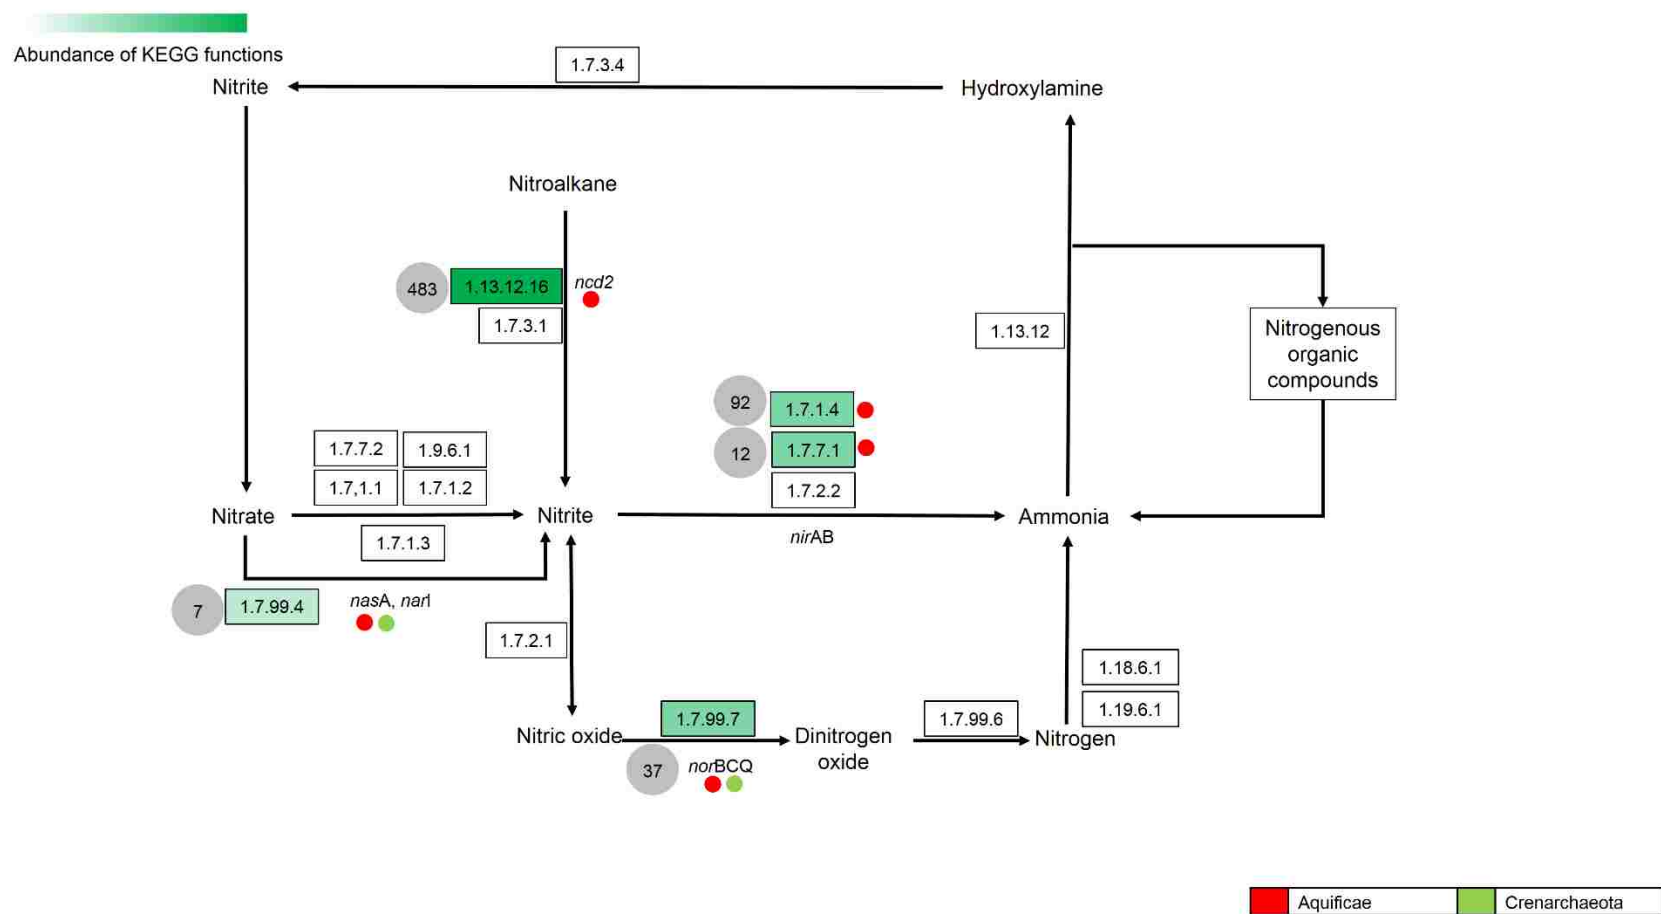 Abundance of KEGG functions
1.7.3.4
Nitrite
Hydroxylamine
Nitroalkane
483
1.13.12.16
ncd2
1.7.3.1
1.13.12
Nitrogenous
organic
compounds
92
1.7.1.4
12
1.7.7.1
1.7.2.2
1.7.7.2
1.9.6.1
1.7,1.1
1.7.1.2
Nitrate
Nitrite
Ammonia
nirAB
1.7.1.3
7
1.7.99.4
nasA, narI
1.7.2.1
1.18.6.1
1.19.6.1
1.7.99.7
1.7.99.6
Nitric oxide
Dinitrogen
oxide
Nitrogen
37
norBCQ
Aquificae
Crenarchaeota